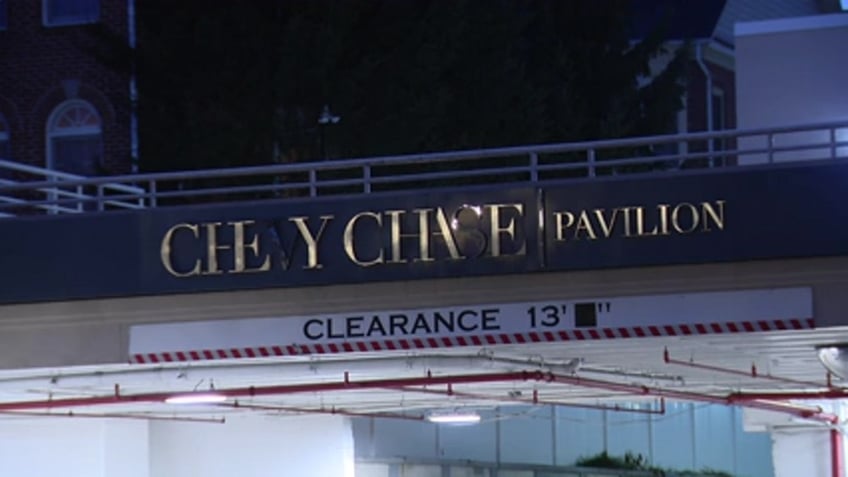 CHEVY CHASE | PAVILION
CLEARANCE 13' "